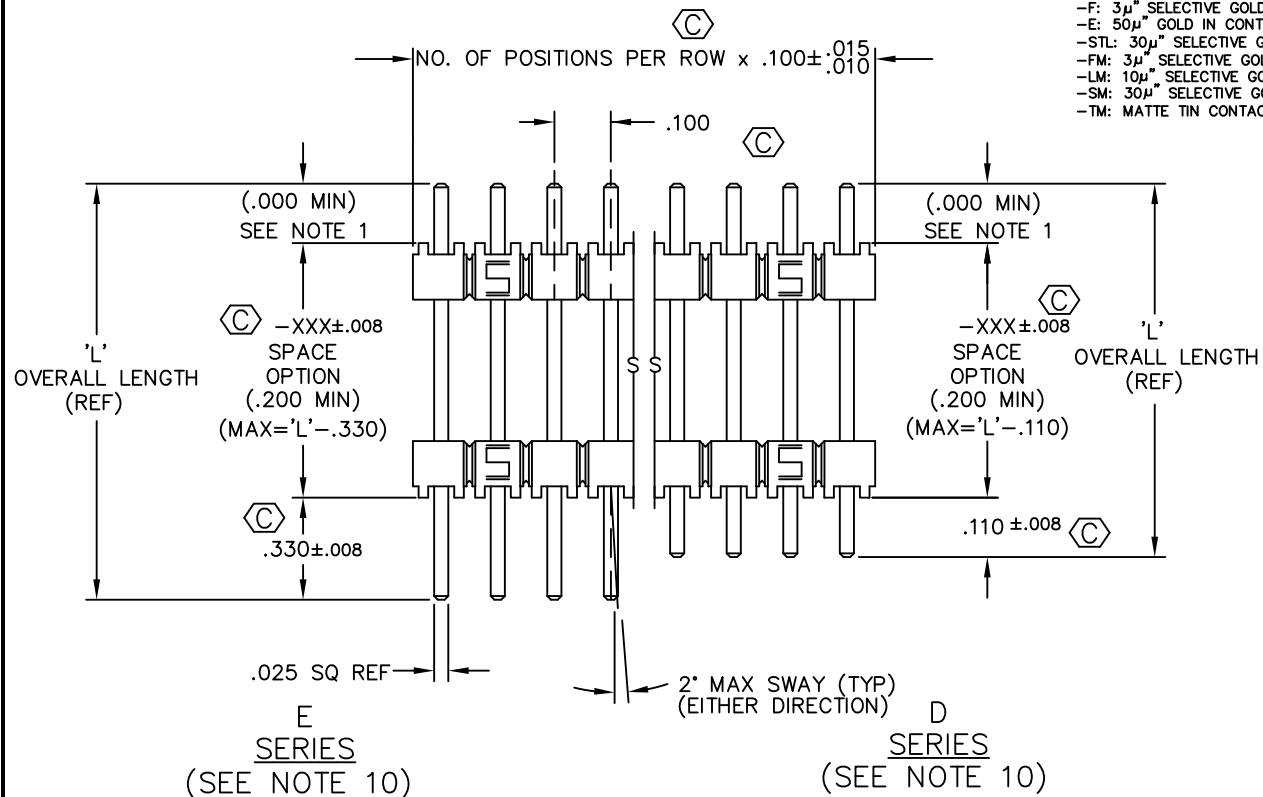 -F: 3µ" SELECTIVE GOLD
-E: 50µ" GOLD IN CONT
-STL: 30µ" SELECTIVE G
-FM: 3µ" SELECTIVE GOL
-LM: 10µ" SELECTIVE GO
-SM: 30µ" SELECTIVE GO
-TM: MATTE TIN CONTAC
C
NO. OF POSITIONS PER ROW x .100±.015
.010
.100
C
(.000 MIN)
SEE NOTE 1
(.000 MIN)
SEE NOTE 1
S
S
C
-XXX±.008
SPACE
OPTION
(.200 MIN)
(MAX='L'-.330)
C
-XXX±.008
SPACE
OPTION
(.200 MIN)
(MAX='L'-.110)
'L'
OVERALL LENGTH
(REF)
'L'
OVERALL LENGTH
(REF)
S S
S
S
C
.330±.008
.110 ±.008
C
.025 SQ REF
2° MAX SWAY (TYP)
(EITHER DIRECTION)
E
SERIES
(SEE NOTE 10)
D
SERIES
(SEE NOTE 10)